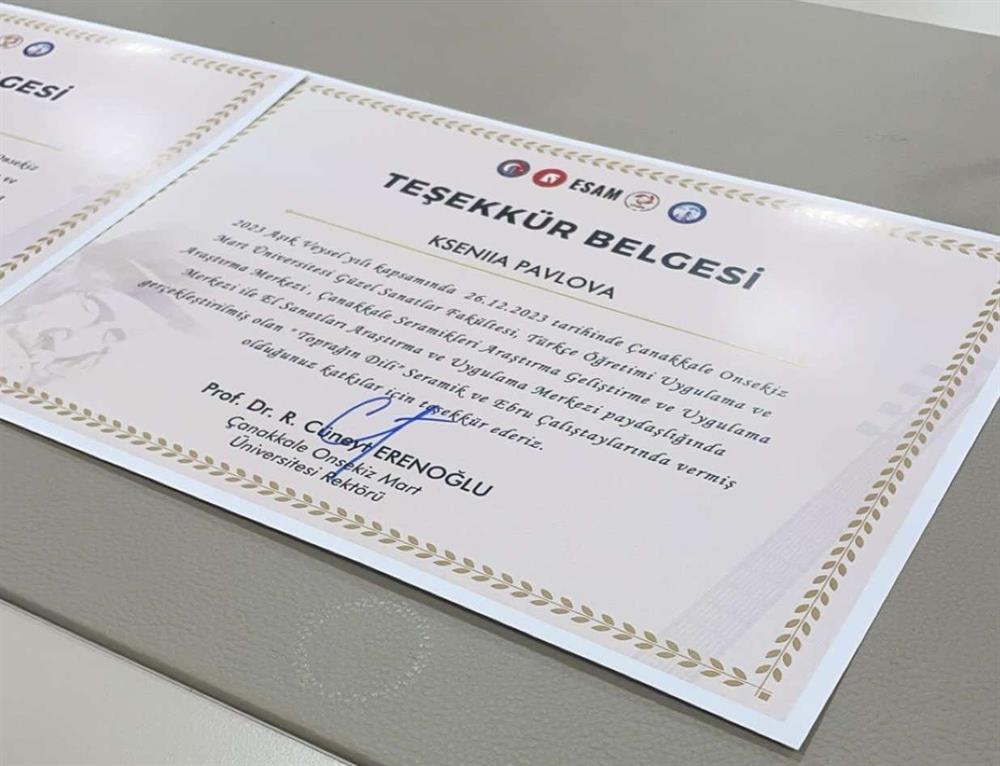 GESİ
Onsekiz
ve
ESAM
TEŞEKKÜR BELGESİ
KSENIIA PAVLOVA
2023 Aşık Veysel yılı kapsamında 26.12.2023 tarihinde Çanakkale Onsekiz
Mart Üniversitesi Güzel Sanatlar Fakültesi, Türkçe Öğretimi Uygulama ve
Araştırma Merkezi, Çanakkale Seramikleri Araştırma Geliştirme ve Uygulama
Merkezi ile El Sanatları Araştırma ve Uygulama Merkezi paydaşlığında
gerçekleştirilmiş olan "Toprağın Dili" Seramik ve Ebru Çalıştaylarında vermiş
olduğunuz katkılar için teşekkür ederiz.
Prof. Dr. R. Cüneyt ERENOĞLU
Çanakkale Onsekiz Mart
Üniversitesi Rektörü